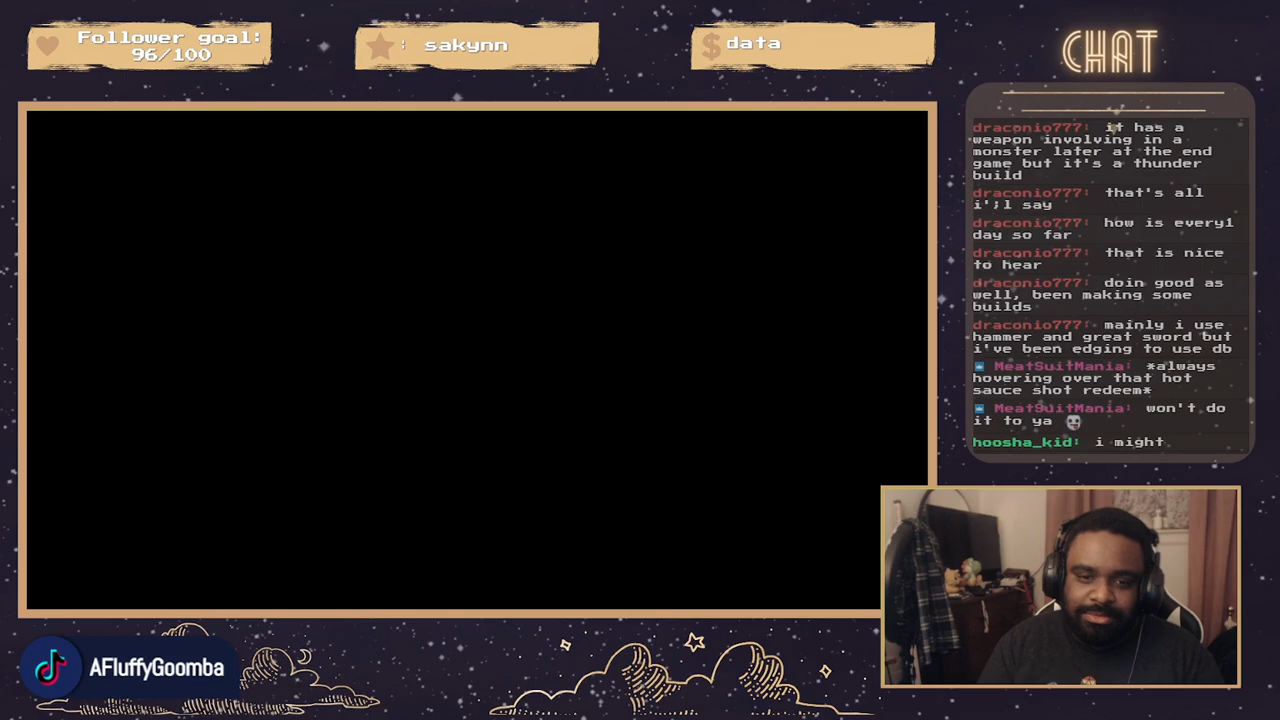 Follower goal:
96/100
: sakynn
data
CHAT
draconio777: it has a
weapon involving in a
monster later at the end
game but it's a thunder
build
draconio777: that's all
i';l say
draconio777: how is every1
day so far
draconio777: that is nice
to hear
draconio777: doin good as
well, been making some
builds
draconio777: mainly i use
hammer and great sword but
i've been edging to use db
MeatSuitMania: *always
hovering over that hot
sauce shot redeem*
MeatSuitMania: won't do
it to ya
hoosha_kid: i might
AFluffyGoomba